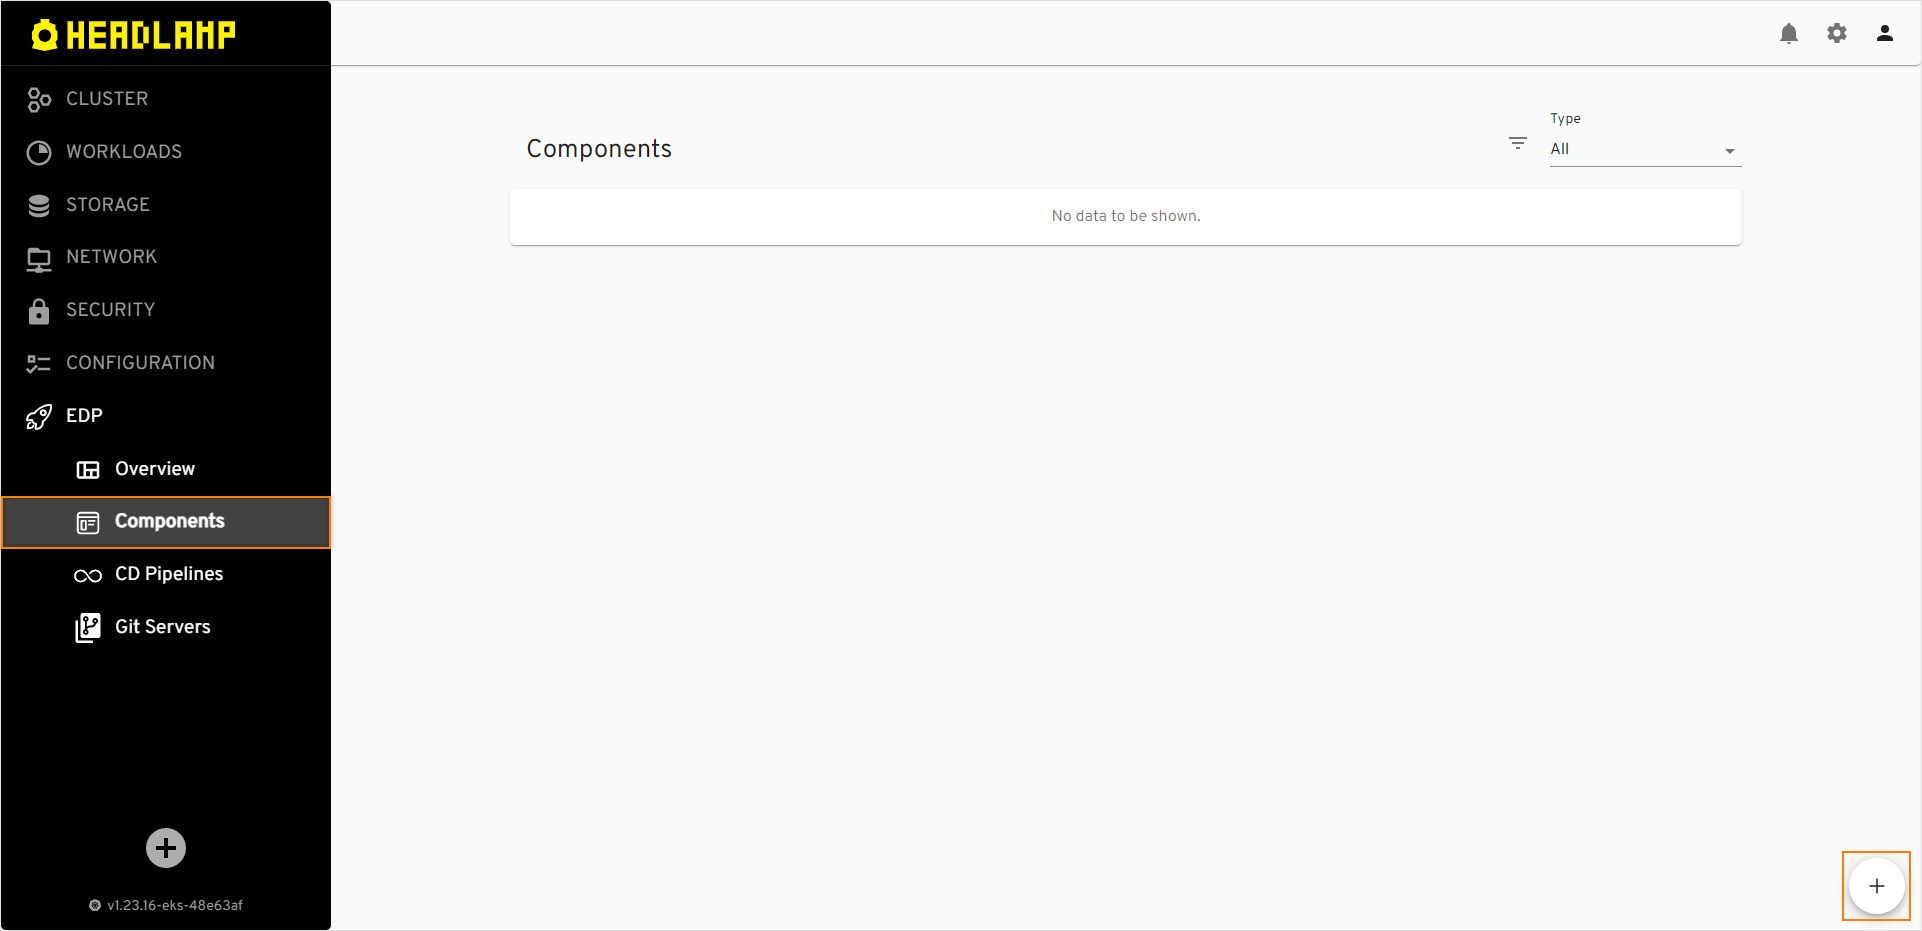 HEADLAMP
CLUSTER
WORKLOADS
STORAGE
NETWORK
SECURITY
CONFIGURATION
EDP
Overview
Components
CD Pipelines
Git Servers
v1.23.16-eks-48e63af
Components
Type
All
No data to be shown.